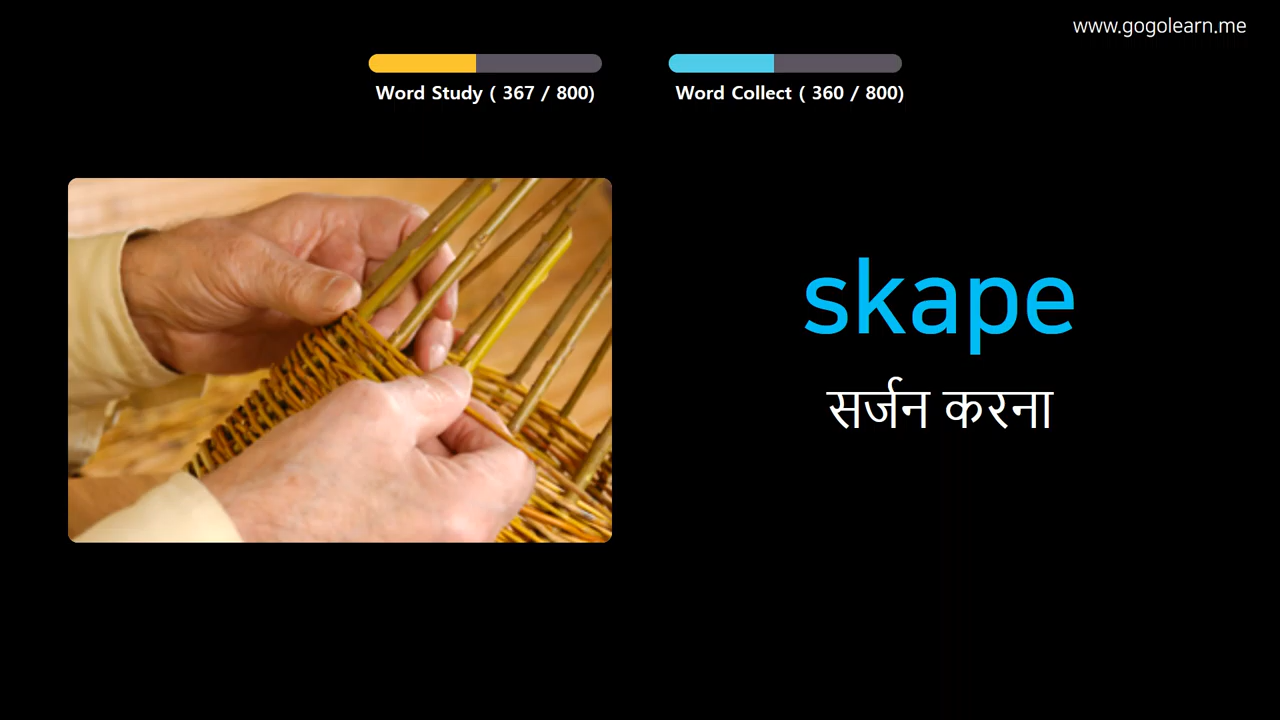 www.gogolearn.me
Word Study ( 367 / 800)
Word Collect ( 360 / 800)
skape
सर्जन करना